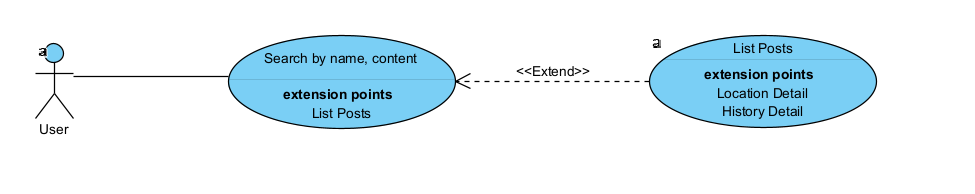 a
User
Search by name, content
extension points
List Posts
<<Extend>>
a
List Posts
extension points
Location Detail
History Detail